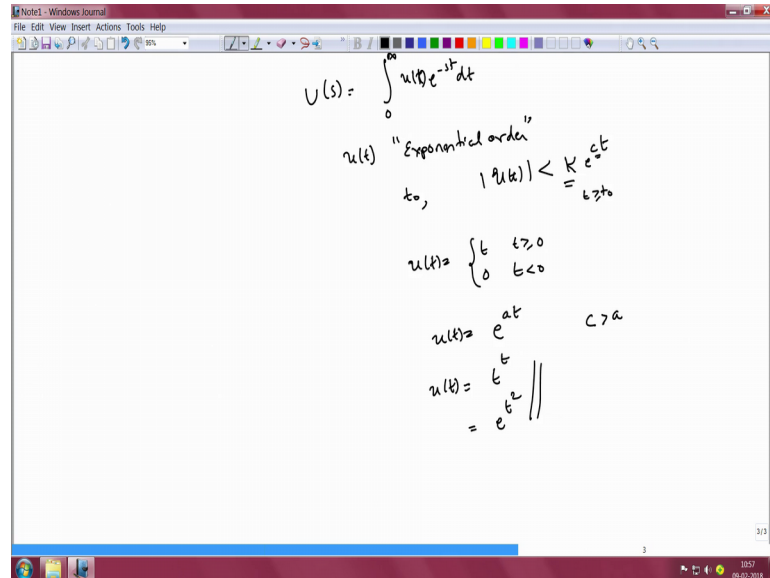 Note1 - Windows Journal
File Edit View Insert Actions Tools Help
96%
U(s) = ∫₀^∞ u(t) e^{-st} dt
u(t) "Exponential order"
t₀, |u(t)| < K e^{ct}
t ≥ t₀
u(t) = { t t ≥ 0
0 t < 0
u(t) = e^{at} c > a
u(t) = t^t
= e^{t²}
3/3
3
10:57
09-02-2018